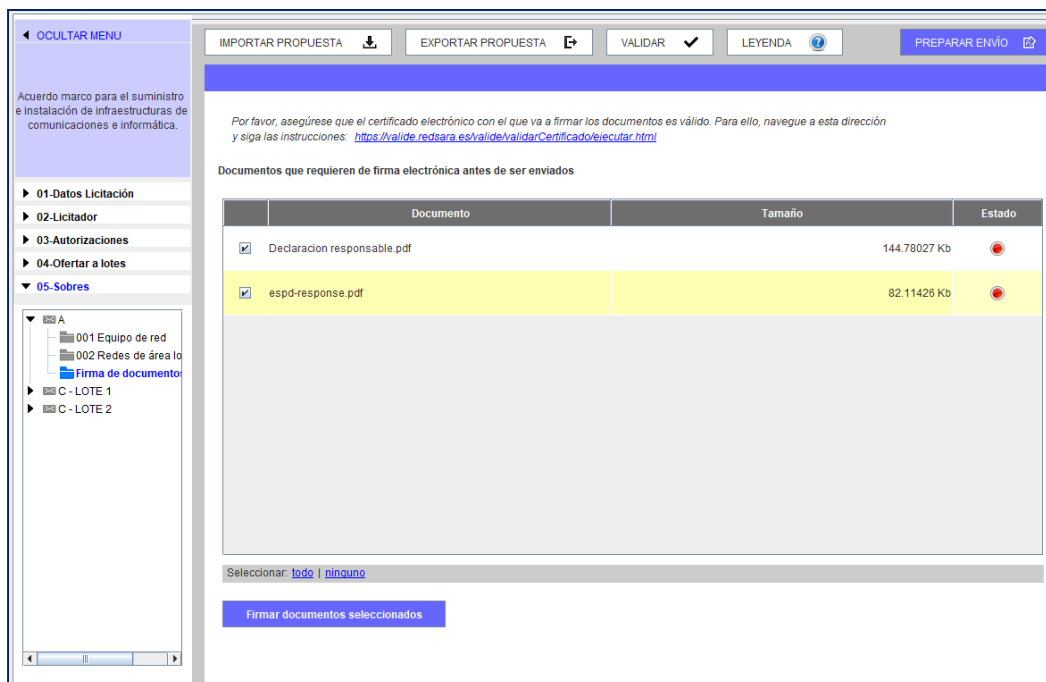 OCULTAR MENU
Acuerdo marco para el suministro
e instalación de infraestructuras de
comunicaciones e informática.
01-Datos Licitación
02-Licitador
03-Autorizaciones
04-Ofertar a lotes
05-Sobres
A
001 Equipo de red
002 Redes de área lo
Firma de documentos
C - LOTE 1
C - LOTE 2
IMPORTAR PROPUESTA
EXPORTAR PROPUESTA
VALIDAR
LEYENDA
PREPARAR ENVÍO
Por favor, asegúrese que el certificado electrónico con el que va a firmar los documentos es válido. Para ello, navegue a esta dirección
y siga las instrucciones: https://valide.redsara.es/valide/validarCertificado/ejecutar.html
Documentos que requieren de firma electrónica antes de ser enviados
Documento Tamaño Estado
Declaracion responsable.pdf 144.78027 Kb
espd-response.pdf 82.11426 Kb
Seleccionar: todo | ninguno
Firmar documentos seleccionados